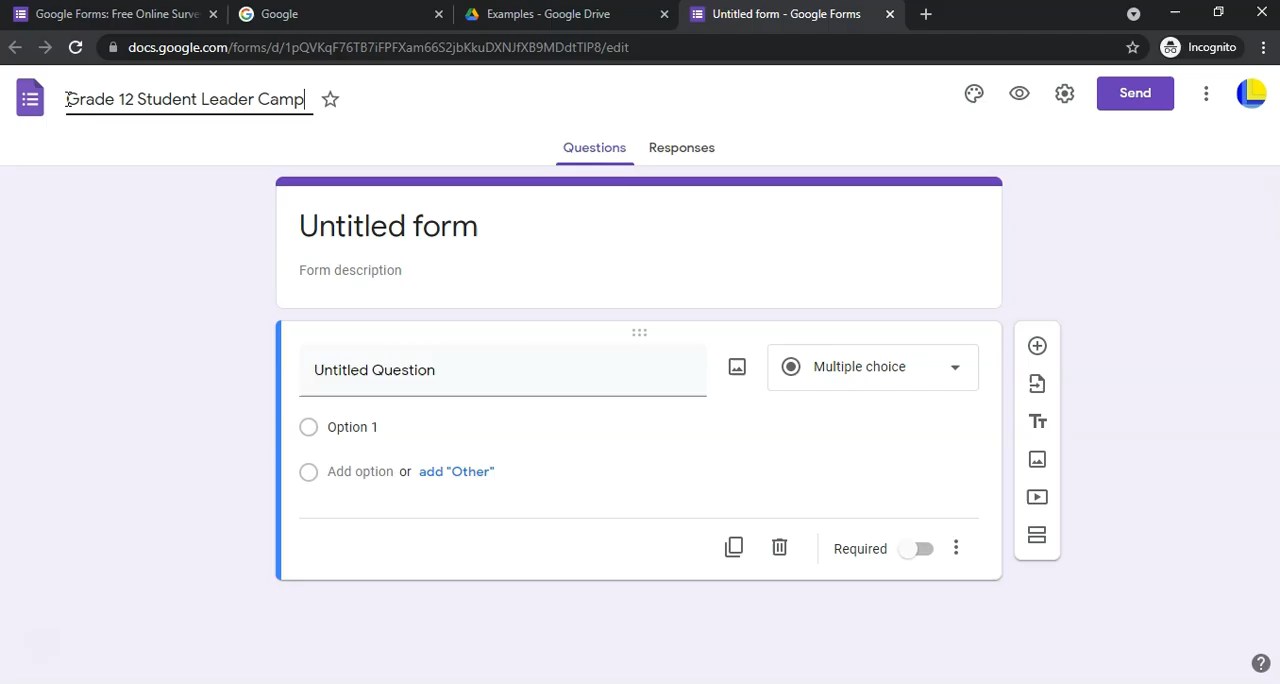 Google Forms: Free Online Surve
Google
Examples - Google Drive
Untitled form - Google Forms
docs.google.com/forms/d/1pQVKqF76TB7iFPFXam66S2jbKkuDXNJfXB9MDdtTIP8/edit
Incognito
Grade 12 Student Leader Camp
Send
Questions
Responses
Untitled form
Form description
Untitled Question
Multiple choice
Option 1
Add option or add "Other"
Required